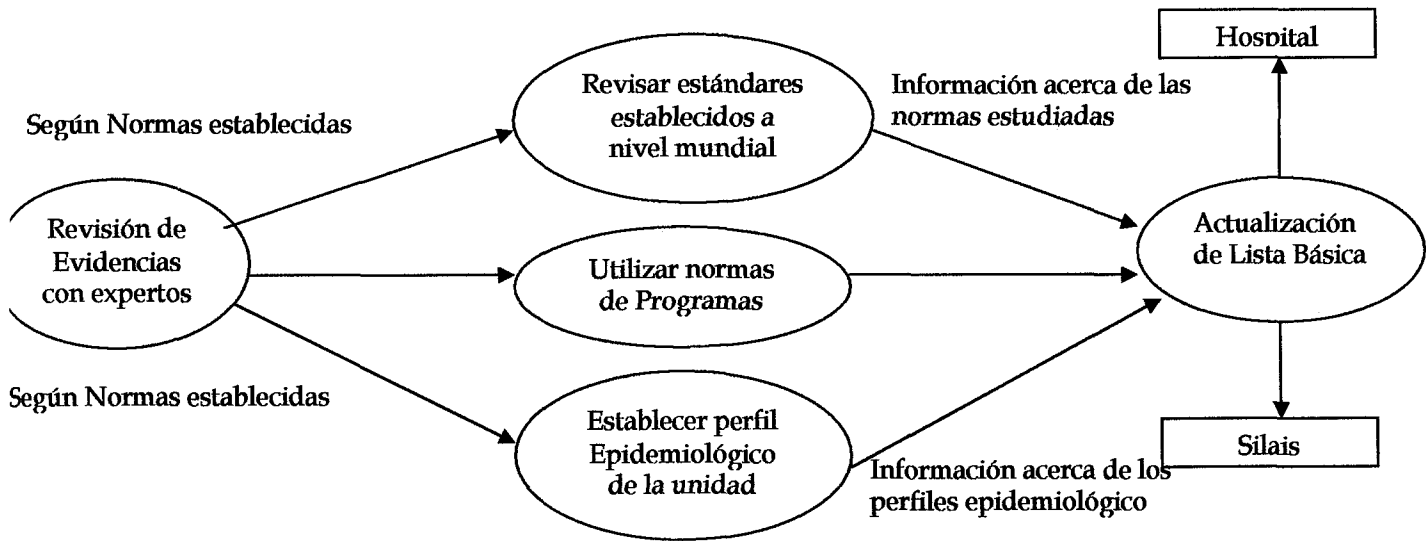 Hospital
Revisar estándares
establecidos a
nivel mundial
Información acerca de las
normas estudiadas
Según Normas establecidas
Revisión de
Evidencias
con expertos
Utilizar normas
de Programas
Actualización
de Lista Básica
Según Normas establecidas
Establecer perfil
Epidemiológico
de la unidad
Información acerca de los
perfiles epidemiológico
Silais